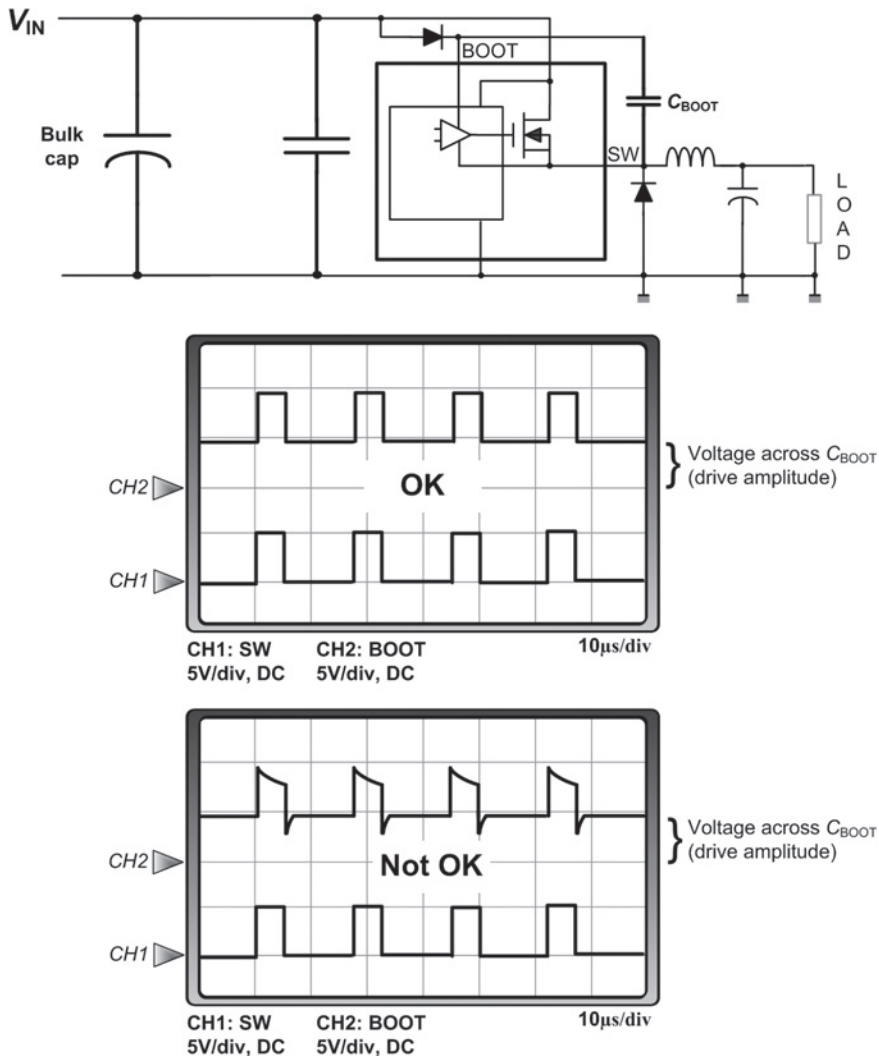 VIN
BOOT
Bulk
cap
CBOOT
SW
LOAD
Voltage across CBOOT
(drive amplitude)
CH2
OK
CH1
CH1: SW CH2: BOOT 10µs/div
5V/div, DC 5V/div, DC
Voltage across CBOOT
(drive amplitude)
CH2
Not OK
CH1
CH1: SW CH2: BOOT 10µs/div
5V/div, DC 5V/div, DC